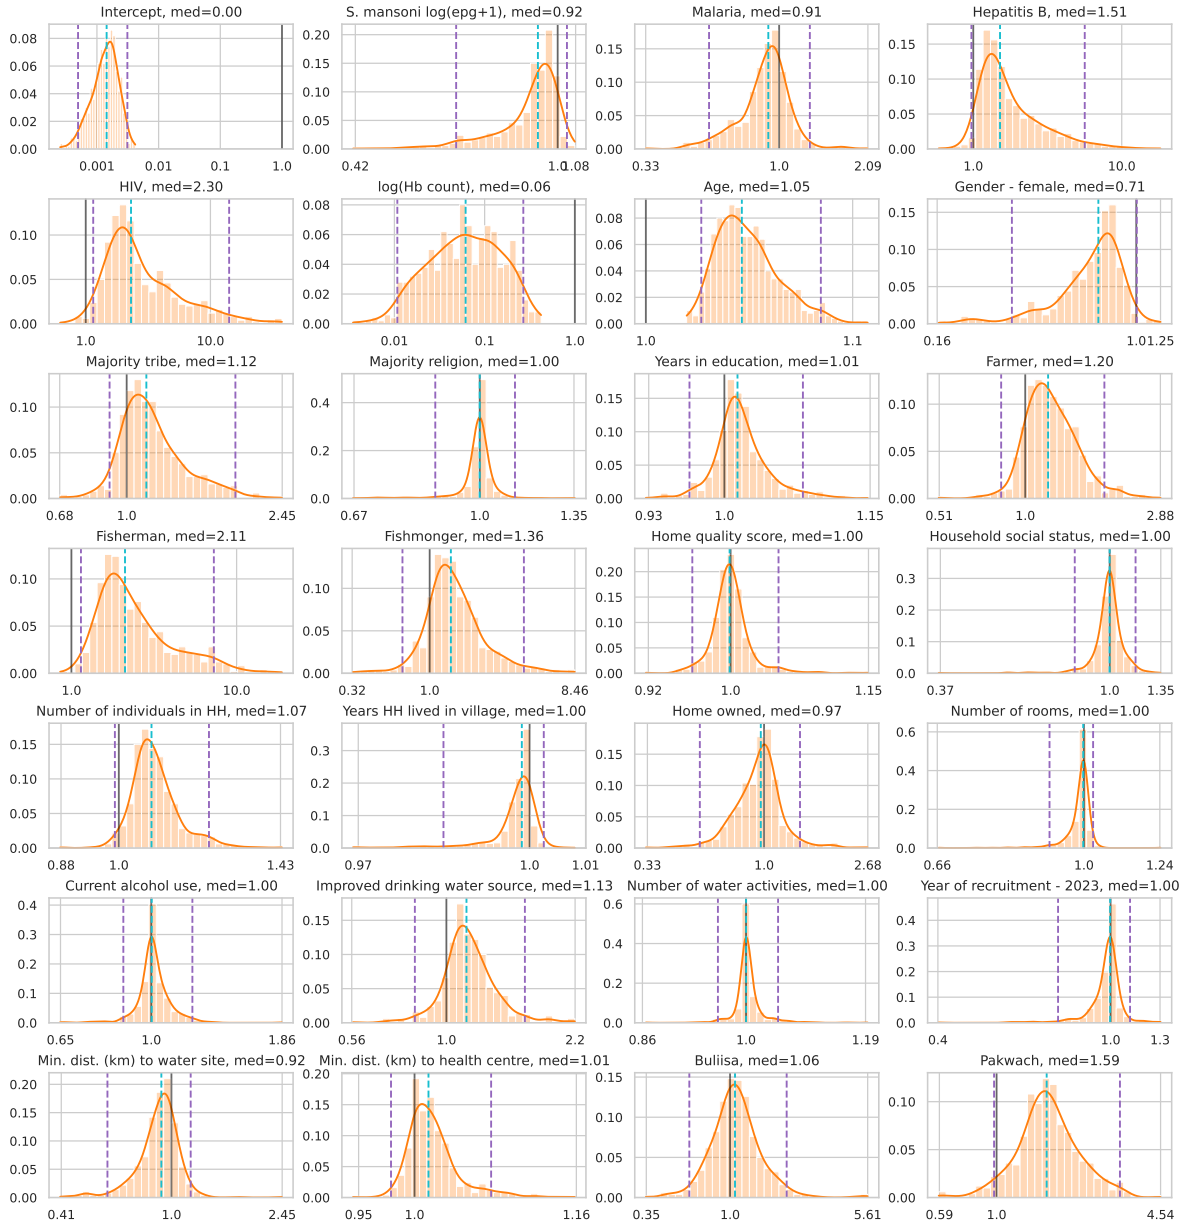 Intercept, med=0.00 S. mansoni log(epg+1), med=0.92 Malaria, med=0.91 Hepatitis B, med=1.51
0.08 0.06 0.04 0.02 0.00 0.001 0.01 0.1 1.0
0.20 0.15 0.10 0.05 0.00 0.42 1.0 1.08
0.15 0.10 0.05 0.00 0.33 1.0 2.09
0.15 0.10 0.05 0.00 1.0 10.0
HIV, med=2.30 log(Hb count), med=0.06 Age, med=1.05 Gender - female, med=0.71
0.10 0.05 0.00 1.0 10.0
0.08 0.06 0.04 0.02 0.00 0.01 0.1 1.0
0.08 0.06 0.04 0.02 0.00 1.0 1.1
0.15 0.10 0.05 0.00 0.16 1.0 1.25
Majority tribe, med=1.12 Majority religion, med=1.00 Years in education, med=1.01 Farmer, med=1.20
0.10 0.05 0.00 0.68 1.0 2.45
0.4 0.2 0.0 0.67 1.0 1.35
0.15 0.10 0.05 0.00 0.93 1.0 1.15
0.10 0.05 0.00 0.51 1.0 2.88
Fisherman, med=2.11 Fishmonger, med=1.36 Home quality score, med=1.00 Household social status, med=1.00
0.10 0.05 0.00 1.0 10.0
0.10 0.05 0.00 0.32 1.0 8.46
0.20 0.15 0.10 0.05 0.00 0.92 1.0 1.15
0.3 0.2 0.1 0.0 0.37 1.0 1.35
Number of individuals in HH, med=1.07 Years HH lived in village, med=1.00 Home owned, med=0.97 Number of rooms, med=1.00
0.15 0.10 0.05 0.00 0.88 1.0 1.43
0.3 0.2 0.1 0.0 0.97 1.0 1.01
0.15 0.10 0.05 0.00 0.33 1.0 2.68
0.6 0.4 0.2 0.0 0.66 1.0 1.24
Current alcohol use, med=1.00 Improved drinking water source, med=1.13 Number of water activities, med=1.00 Year of recruitment - 2023, med=1.00
0.4 0.3 0.2 0.1 0.0 0.65 1.0 1.86
0.15 0.10 0.05 0.00 0.56 1.0 2.2
0.6 0.4 0.2 0.0 0.86 1.0 1.19
0.4 0.3 0.2 0.1 0.0 0.4 1.0 1.3
Min. dist. (km) to water site, med=0.92 Min. dist. (km) to health centre, med=1.01 Buliisa, med=1.06 Pakwach, med=1.59
0.20 0.15 0.10 0.05 0.00 0.41 1.0 2.45
0.20 0.15 0.10 0.05 0.00 0.95 1.0 1.16
0.15 0.10 0.05 0.00 0.35 1.0 5.61
0.10 0.05 0.00 0.59 1.0 4.54